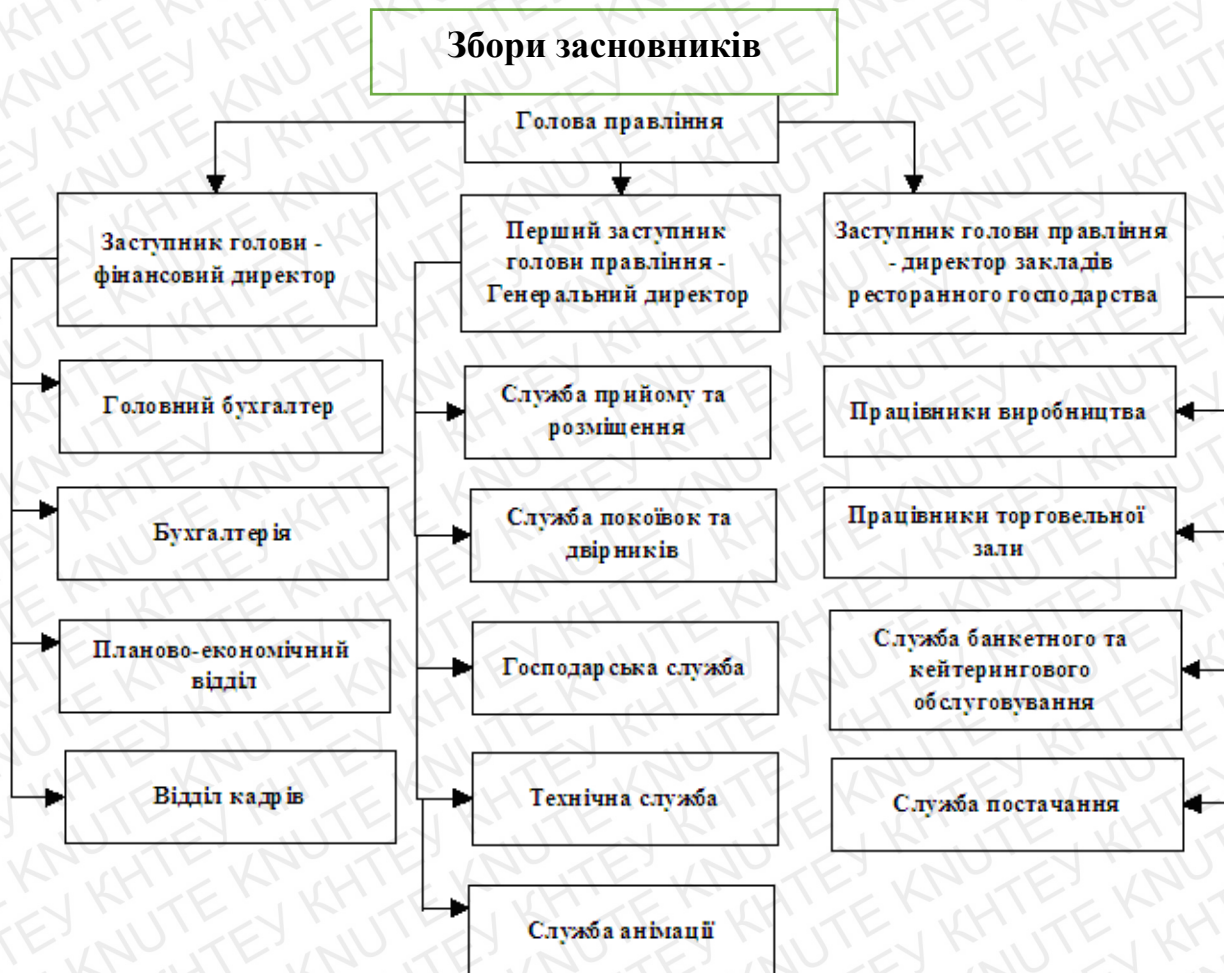 Збори засновників
Голова правління
Заступник голови -
фінансовий директор
Головний бухгалтер
Бухгалтерія
Планово-економічний
відділ
Відділ кадрів
Перший заступник
голови правління -
Генеральний директор
Служба прийому та
розміщення
Служба покоївок та
двірників
Господарська служба
Технічна служба
Служба анімації
Заступник голови правління
- директор закладів
ресторанного господарства
Працівники виробництва
Працівники торговельної
зали
Служба банкетного та
кейтерингового
обслуговування
Служба постачання